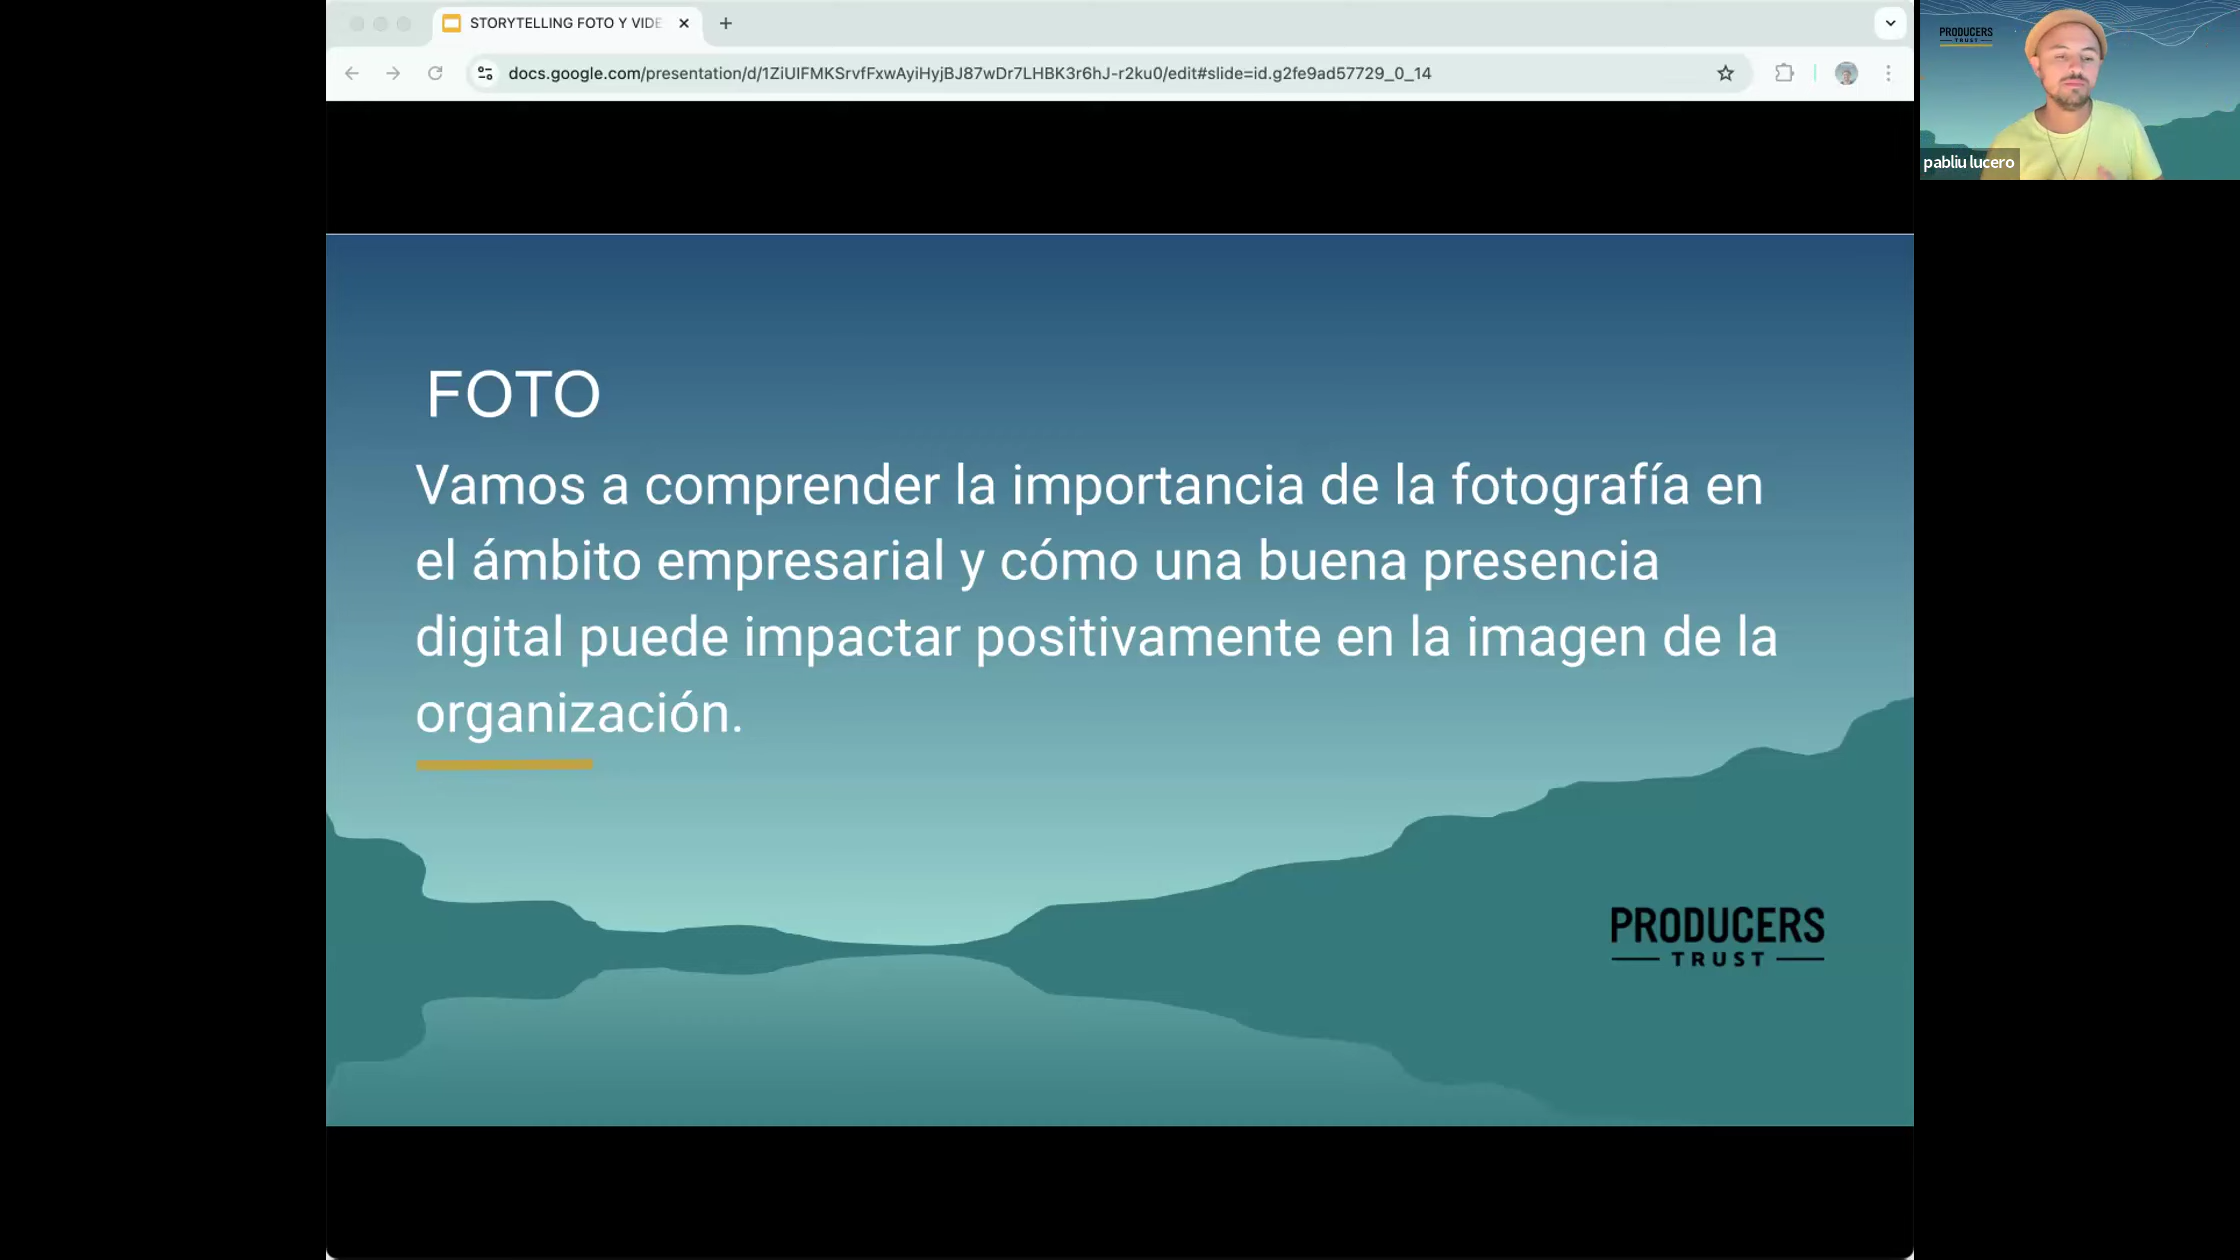 STORYTELLING FOTO Y VIDE
docs.google.com/presentation/d/1ZiUIFMKSrvfFxwAyiHyjBJ87wDr7LHBK3r6hJ-r2ku0/edit#slide=id.g2fe9ad57729_0_14
PRODUCERS
TRUST
pabliu lucero
FOTO
Vamos a comprender la importancia de la fotografía en
el ámbito empresarial y cómo una buena presencia
digital puede impactar positivamente en la imagen de la
organización.
PRODUCERS
TRUST